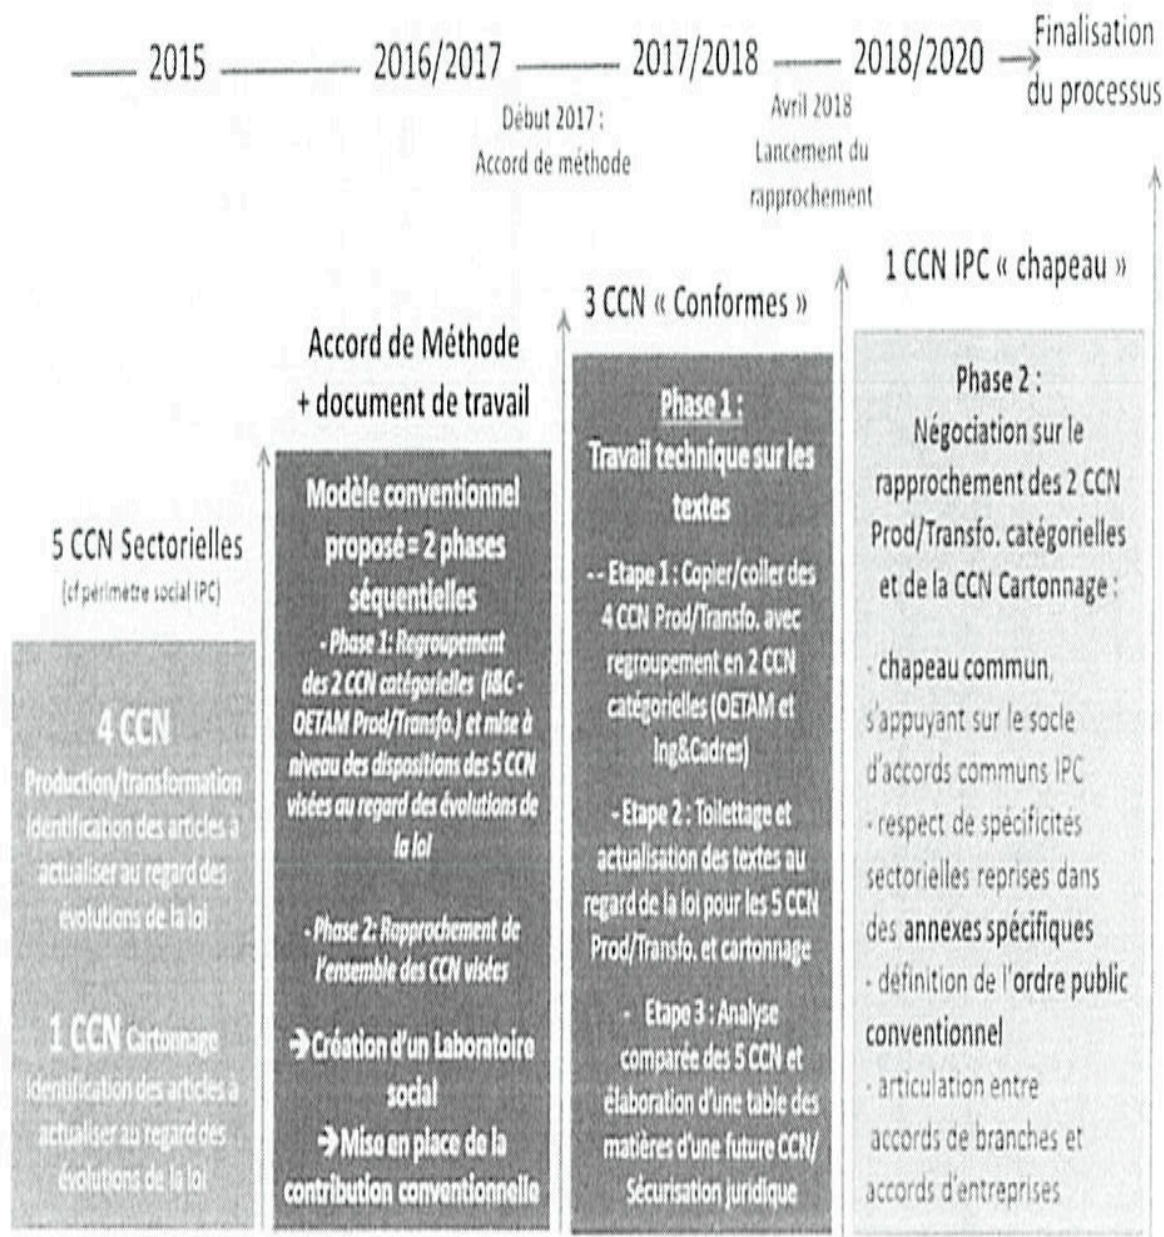 2015
2016/2017
2017/2018
2018/2020
Finalisation
du processus
Début 2017 :
Accord de méthode
Avril 2018
Lancement du
rapprochement
5 CCN Sectorielles
(cf périmètre social IPC)
4 CCN
Production/transformation
Identification des articles à
actualiser au regard des
évolutions de la loi
1 CCN Cartonnage
Identification des articles à
actualiser au regard des
évolutions de la loi
Accord de Méthode
+ document de travail
Modèle conventionnel
proposé = 2 phases
séquentielles
- Phase 1: Regroupement
des 2 CCN catégorielles (I&C -
OETAM Prod/Transfo.) et mise à
niveau des dispositions des 5 CCN
visées au regard des évolutions de
la loi
- Phase 2: Rapprochement de
l'ensemble des CCN visées
➔ Création d'un Laboratoire
social
➔ Mise en place de la
contribution conventionnelle
3 CCN « Conformes »
Phase 1 :
Travail technique sur les
textes
-- Etape 1 : Copier/coller des
4 CCN Prod/Transfo. avec
regroupement en 2 CCN
catégorielles (OETAM et
Ing&Cadres)
- Etape 2 : Toilettage et
actualisation des textes au
regard de la loi pour les 5 CCN
Prod/Transfo. et cartonnage
- Etape 3 : Analyse
comparée des 5 CCN et
élaboration d'une table des
matières d'une future CCN/
Sécurisation juridique
1 CCN IPC « chapeau »
Phase 2 :
Négociation sur le
rapprochement des 2 CCN
Prod/Transfo. catégorielles
et de la CCN Cartonnage :
- chapeau commun,
s'appuyant sur le socle
d'accords communs IPC
- respect de spécificités
sectorielles reprises dans
des annexes spécifiques
- définition de l'ordre public
conventionnel
- articulation entre
accords de branches et
accords d'entreprises